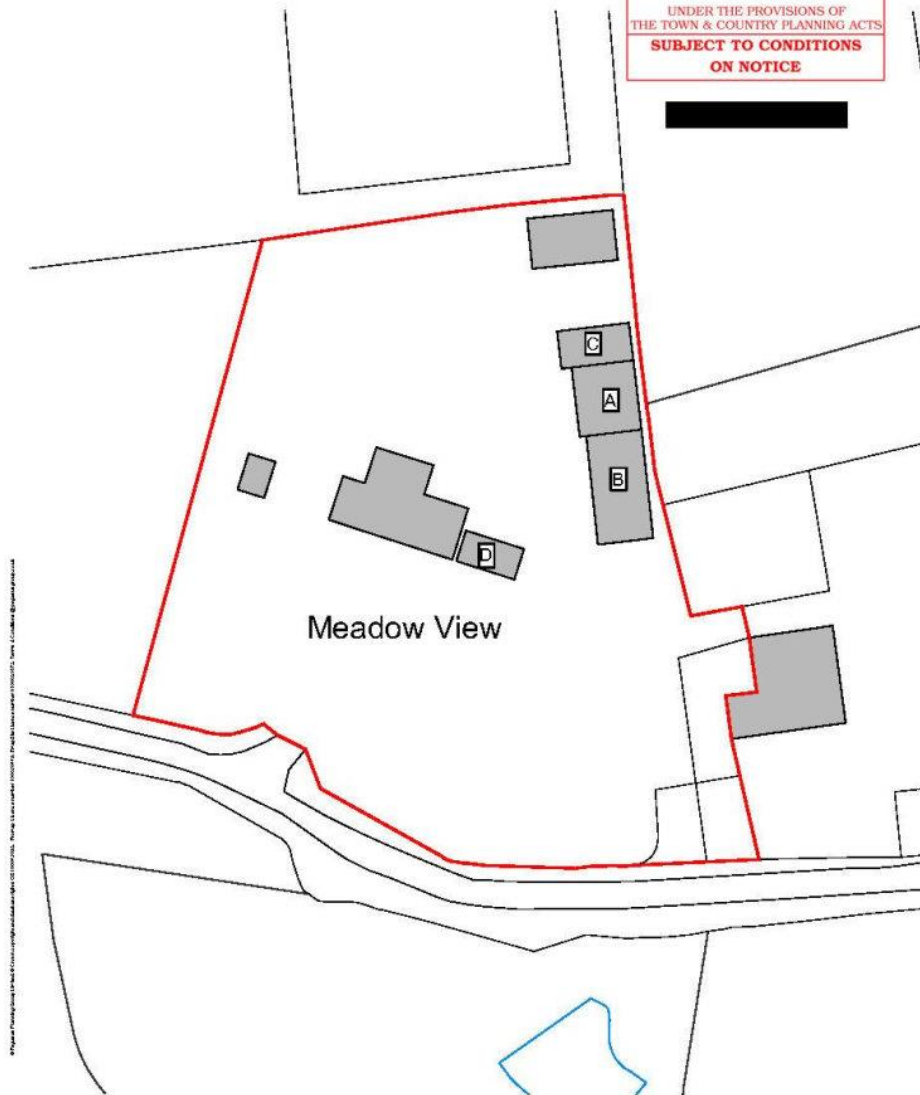 UNDER THE PROVISIONS OF
THE TOWN & COUNTRY PLANNING ACTS
SUBJECT TO CONDITIONS
ON NOTICE
C
A
B
D
Meadow View